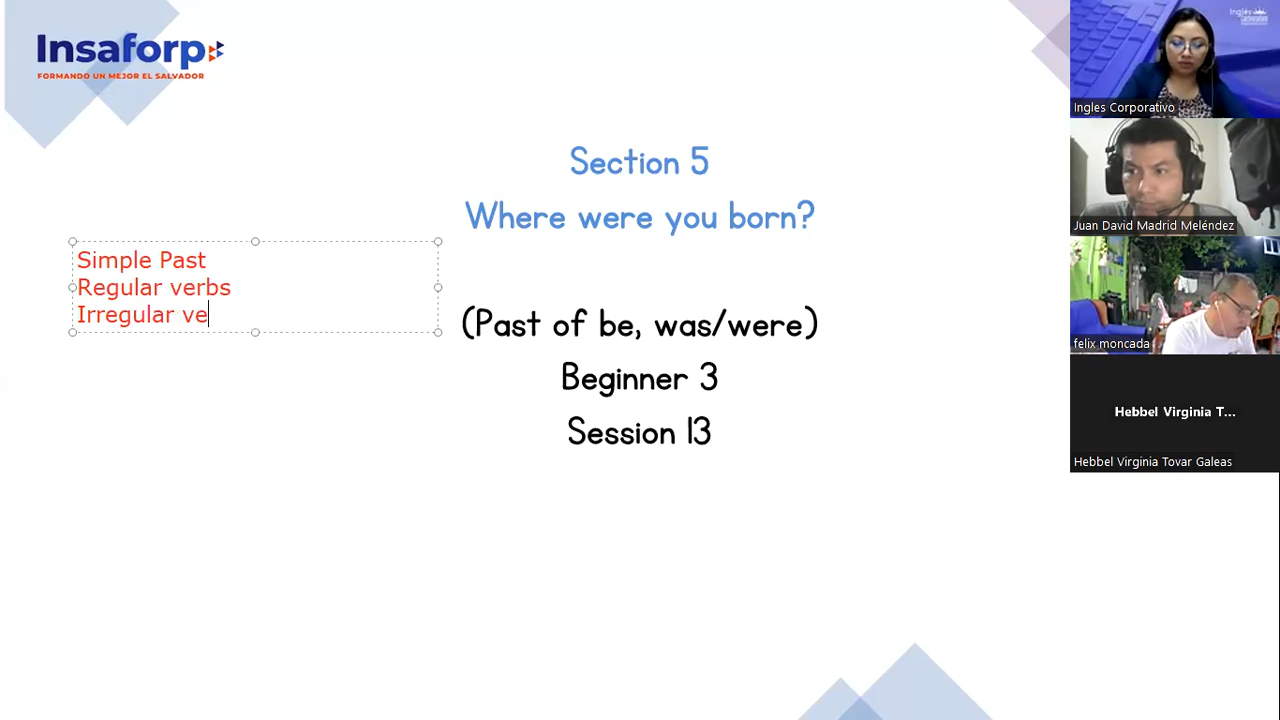 Insaforp
FORMANDO UN MEJOR EL SALVADOR
Section 5
Where were you born?
Simple Past
Regular verbs
Irregular ve
(Past of be, was/were)
Beginner 3
Session 13
Inglés
Corporativo
Ingles Corporativo
Juan David Madrid Meléndez
felix moncada
Hebbel Virginia T...
Hebbel Virginia Tovar Galeas